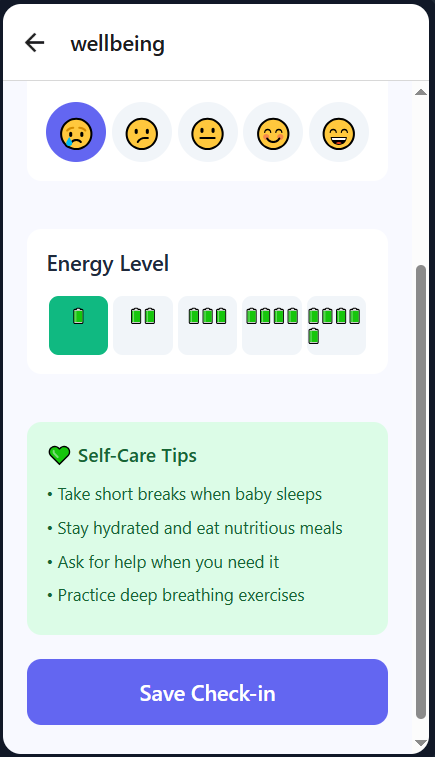 wellbeing
Energy Level
Self-Care Tips
• Take short breaks when baby sleeps
• Stay hydrated and eat nutritious meals
• Ask for help when you need it
• Practice deep breathing exercises
Save Check-in